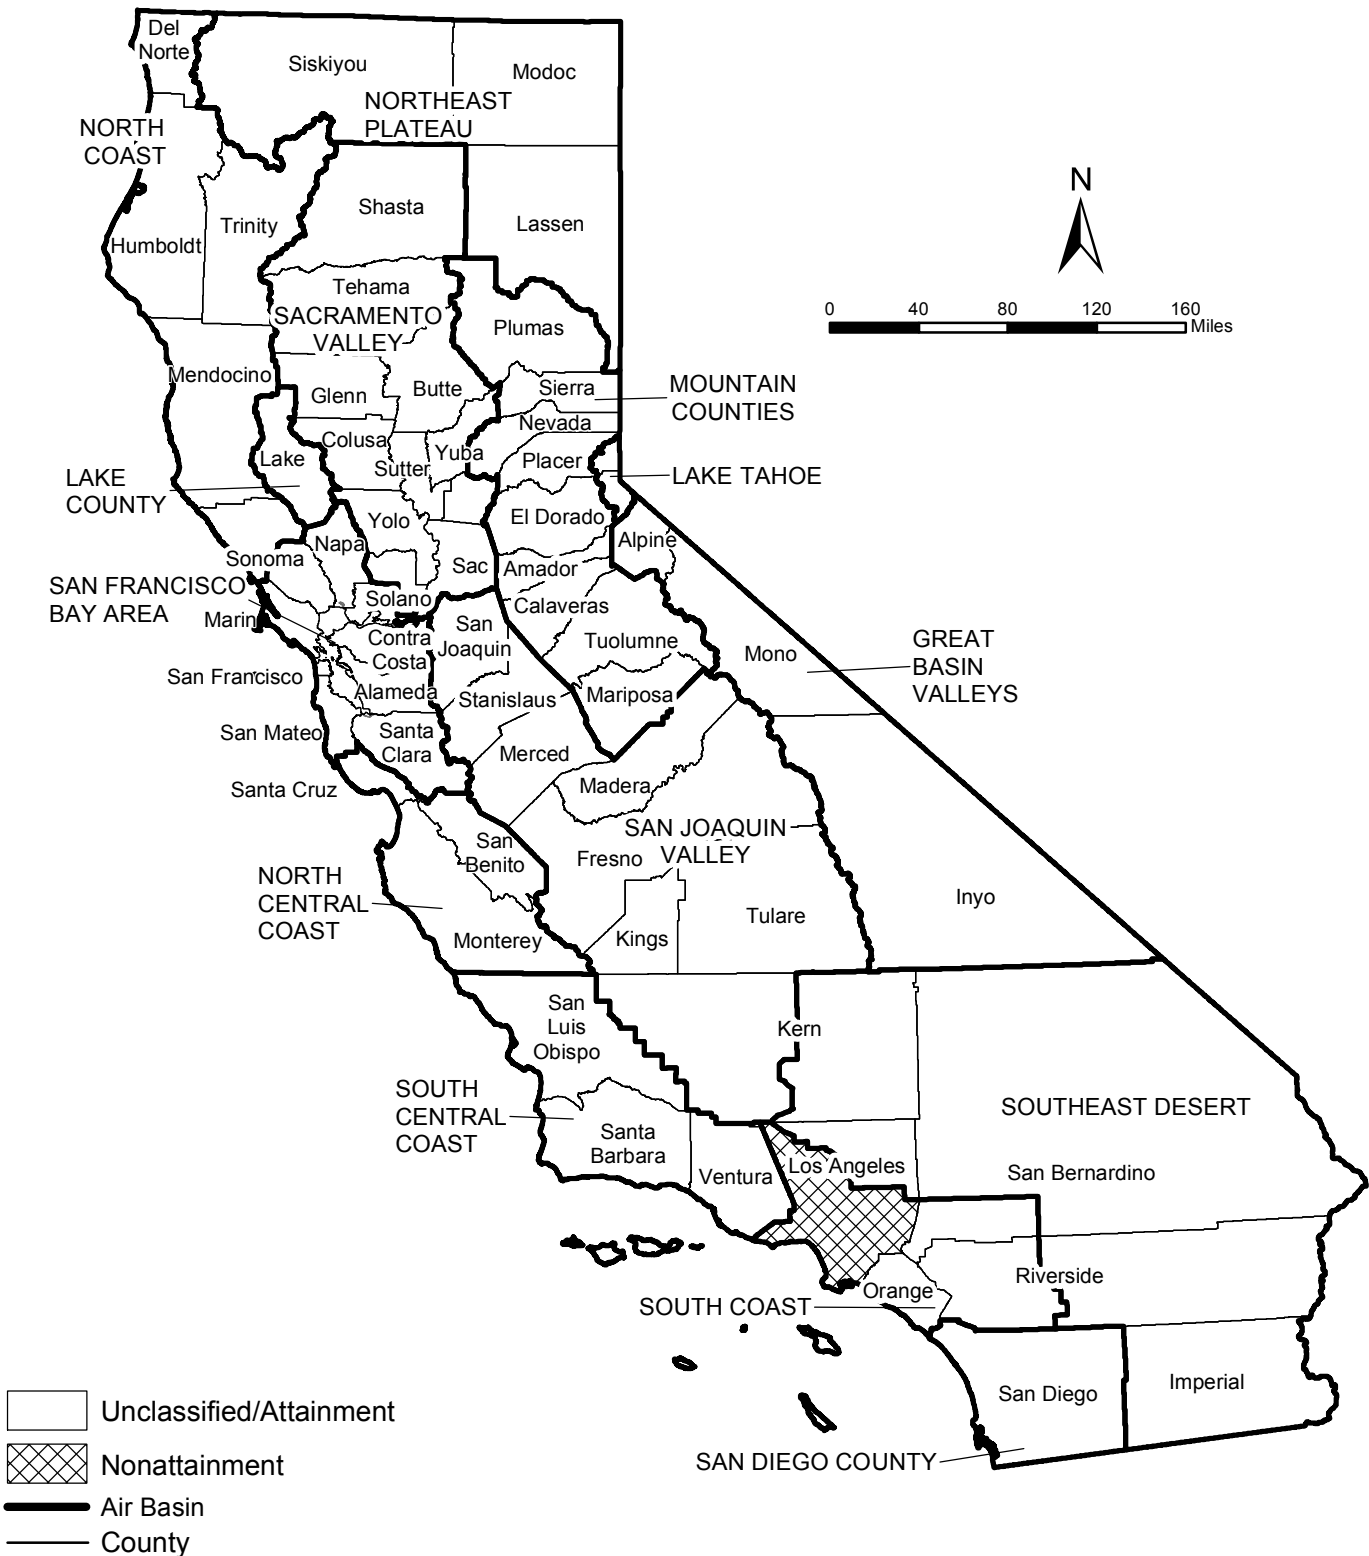 Del
Norte
Siskiyou
Modoc
NORTHEAST
PLATEAU
NORTH
COAST
N
Shasta
Trinity
Lassen
Humboldt
Tehama
SACRAMENTO
VALLEY
Plumas
0 40 80 120 160
Miles
Mendocino
Glenn
Butte
Sierra
MOUNTAIN
COUNTIES
Nevada
Colusa
Yuba
Sutter
Placer
Lake
LAKE
COUNTY
LAKE TAHOE
Yolo
El Dorado
Napa
Alpine
Sonoma
Sac
Amador
SAN FRANCISCO
BAY AREA
Solano
Calaveras
Marin
Contra
Costa
San
Joaquin
Tuolumne
Mono
GREAT
BASIN
VALLEYS
San Francisco
Alameda
Stanislaus
Mariposa
San Mateo
Santa
Clara
Merced
Santa Cruz
Madera
SAN JOAQUIN
VALLEY
San
Benito
Fresno
NORTH
CENTRAL
COAST
Inyo
Tulare
Kings
Monterey
San
Luis
Obispo
Kern
SOUTH
CENTRAL
COAST
SOUTHEAST DESERT
Santa
Barbara
Ventura
Los Angeles
San Bernardino
Riverside
Orange
SOUTH COAST
San Diego
Imperial
SAN DIEGO COUNTY
Unclassified/Attainment
Nonattainment
Air Basin
County